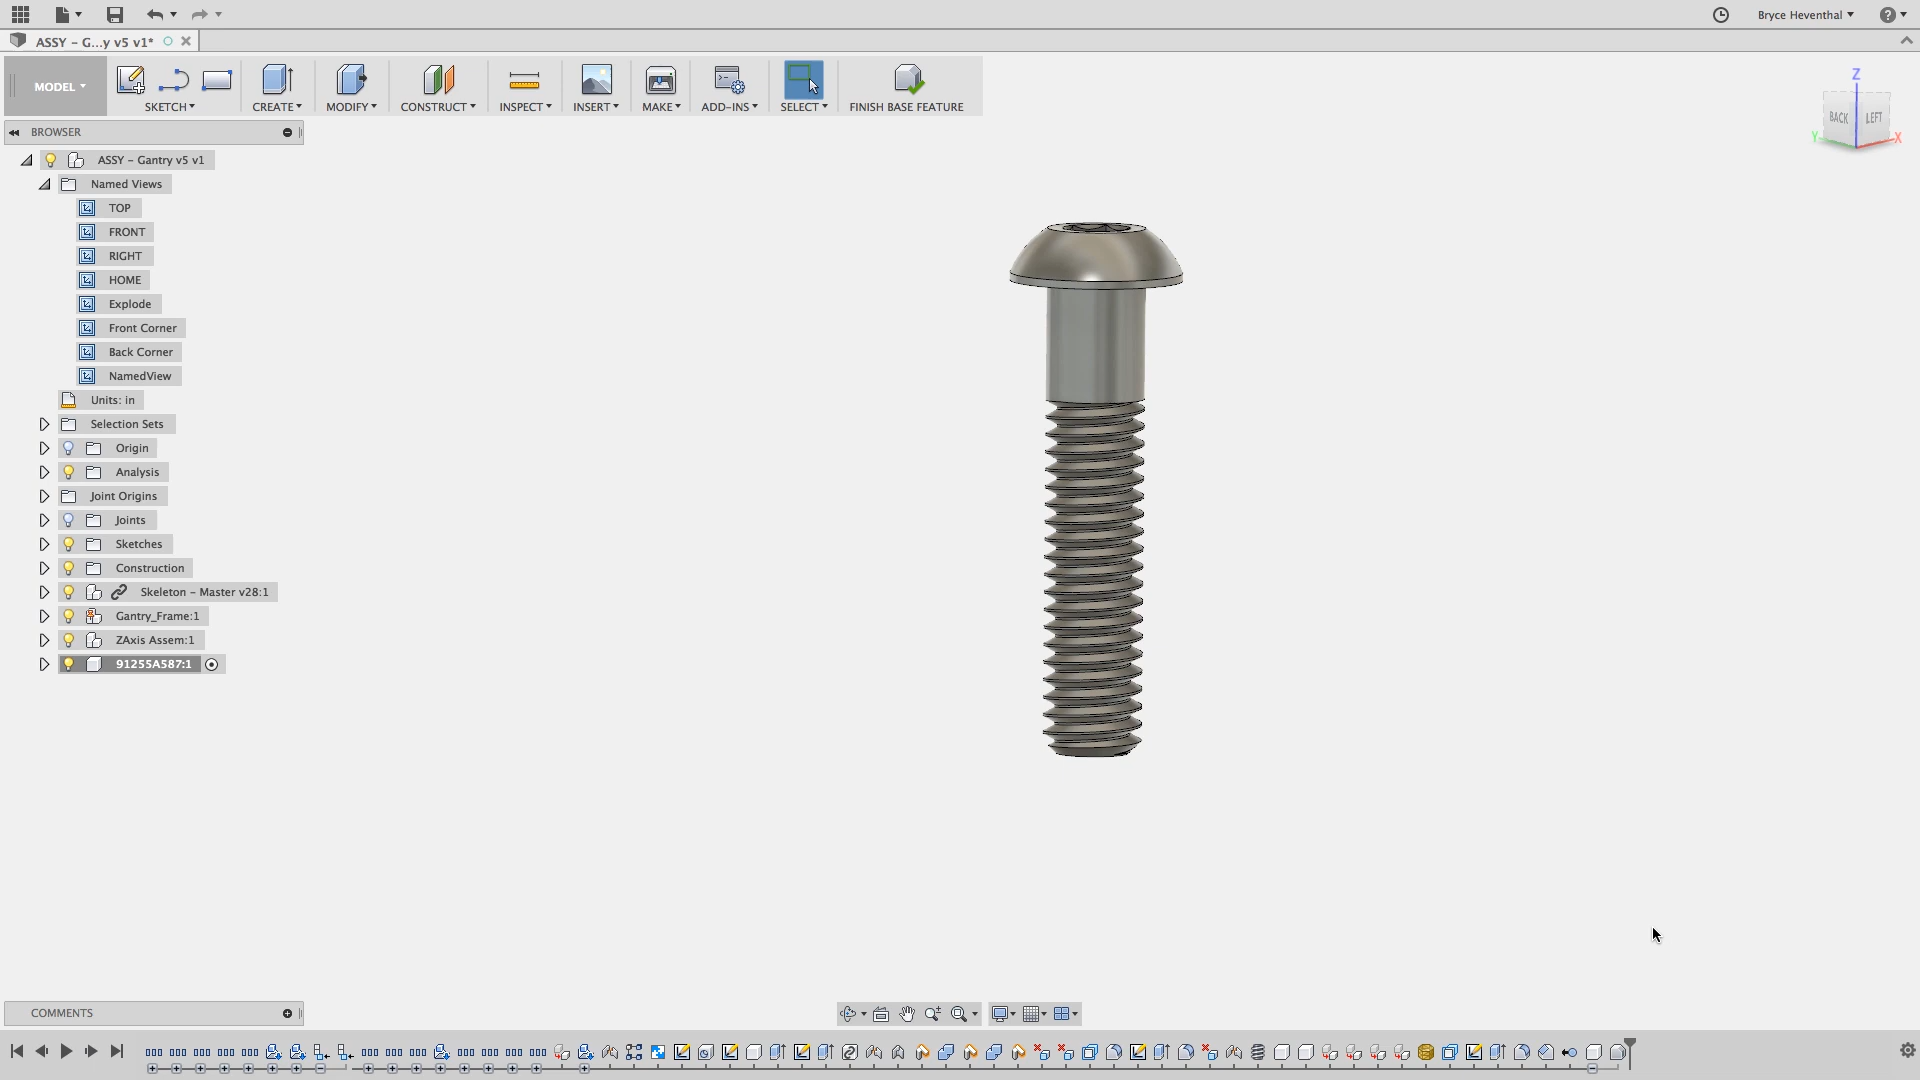 Bryce Heventhal
ASSY – G...y v5 v1*
MODEL
SKETCH
CREATE
MODIFY
CONSTRUCT
INSPECT
INSERT
MAKE
ADD-INS
SELECT
FINISH BASE FEATURE
Z
BACK
LEFT
Y
X
BROWSER
ASSY – Gantry v5 v1
Named Views
TOP
FRONT
RIGHT
HOME
Explode
Front Corner
Back Corner
NamedView
Units: in
Selection Sets
Origin
Analysis
Joint Origins
Joints
Sketches
Construction
Skeleton – Master v28:1
Gantry_Frame:1
ZAxis Assem:1
91255A587:1
COMMENTS